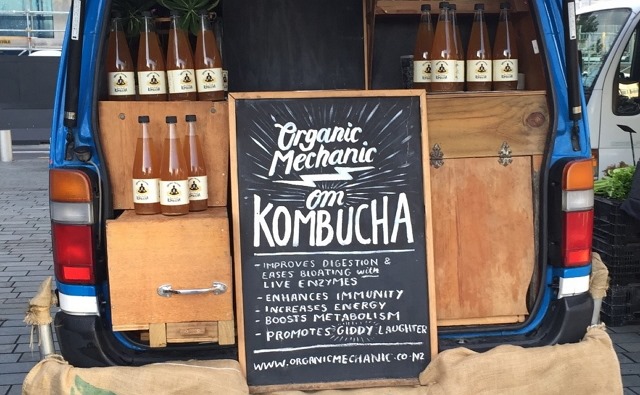 Organic
Mechanic
om
KOMBUCHA
- IMPROVES DIGESTION &
EASES BLOATING with
LIVE ENZYMES
- ENHANCES IMMUNITY
- INCREASES ENERGY
- BOOSTS METABOLISM
- PROMOTES GIDDY LAUGHTER
WWW.ORGANICMECHANIC.CO.NZ